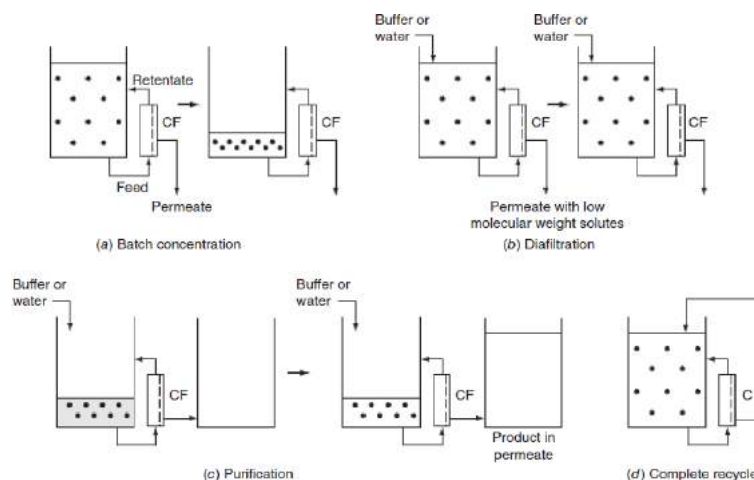 Buffer or
water
Buffer or
water
Retentate
CF
CF
CF
CF
Feed
Permeate
Permeate with low
molecular weight solutes
(a) Batch concentration
(b) Diafiltration
Buffer or
water
Buffer or
water
CF
CF
C
Product in
permeate
(c) Purification
(d) Complete recycle